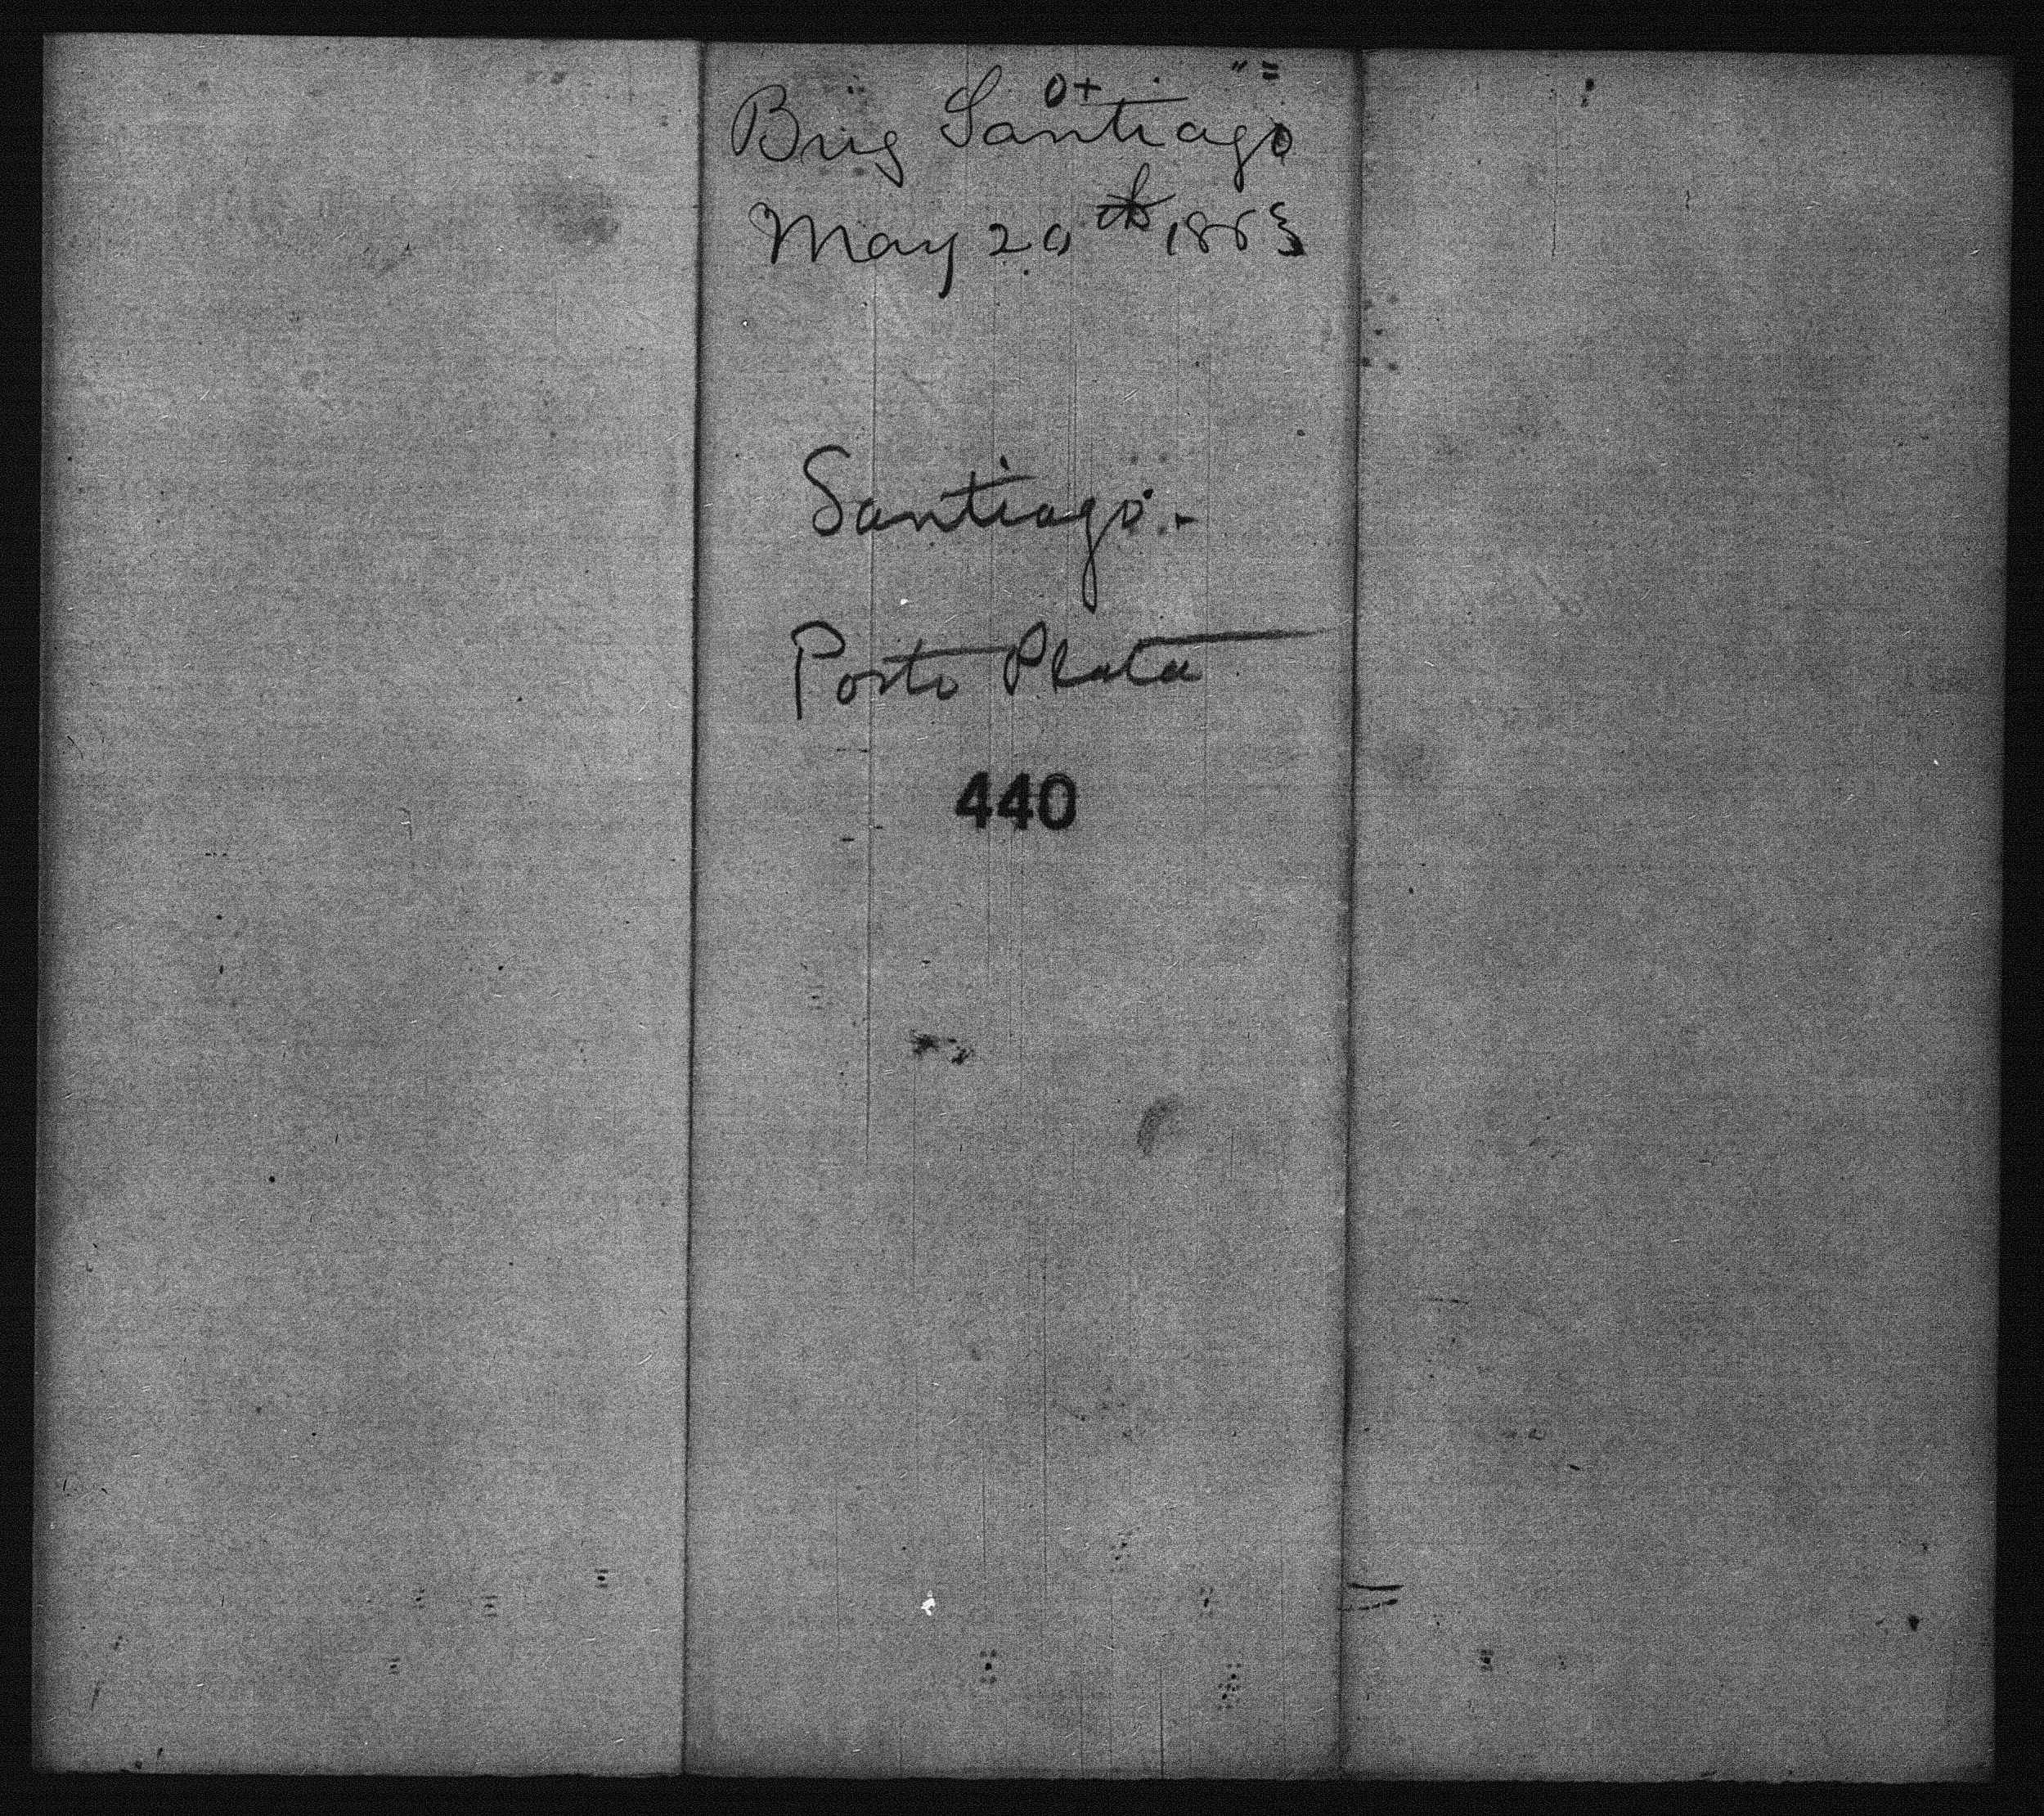 Brig Santiago
May 20th 1863
Santiago.-
Porto Plata
440